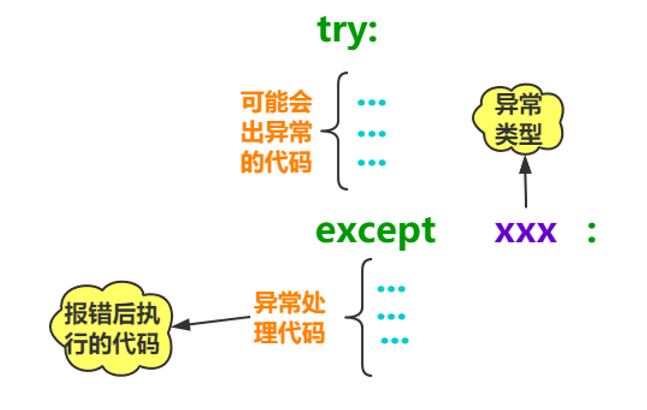 try:
可能会
出异常
的代码
...
...
...
异常
类型
except xxx :
报错后执
行的代码
异常处
理代码
...
...
...